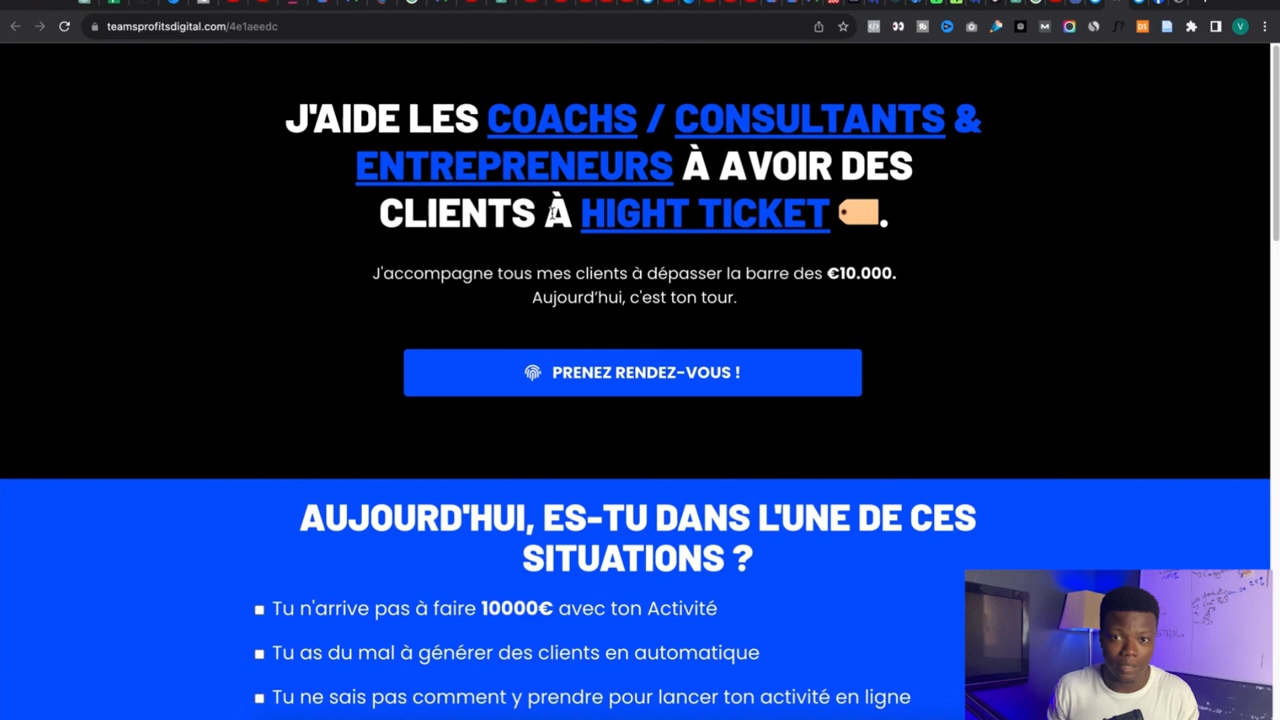 teamsprofitsdigital.com/4e1aeedc
J'AIDE LES COACHS / CONSULTANTS &
ENTREPRENEURS À AVOIR DES
CLIENTS À HIGHT TICKET .
J'accompagne tous mes clients à dépasser la barre des €10.000.
Aujourd'hui, c'est ton tour.
PRENEZ RENDEZ-VOUS !
AUJOURD'HUI, ES-TU DANS L'UNE DE CES
SITUATIONS ?
Tu n'arrive pas à faire 10000€ avec ton Activité
Tu as du mal à générer des clients en automatique
Tu ne sais pas comment y prendre pour lancer ton activité en ligne